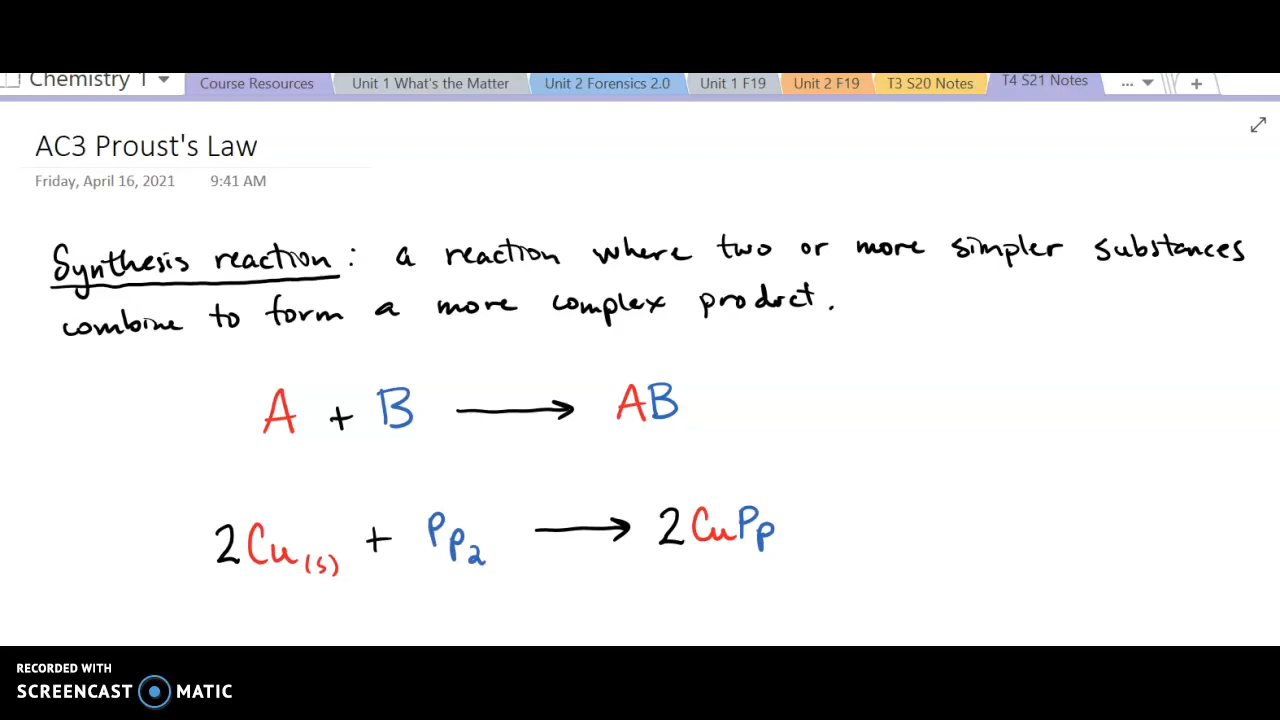 Chemistry 1 Course Resources Unit 1 What's the Matter Unit 2 Forensics 2.0 Unit 1 F19 Unit 2 F19 T3 S20 Notes T4 S21 Notes ... +
AC3 Proust's Law
Friday, April 16, 2021 9:41 AM
Synthesis reaction: a reaction where two or more simpler substances
combine to form a more complex product.
A + B ⟶ AB
2Cu(s) + Pp2 ⟶ 2CuPp
RECORDED WITH
SCREENCAST MATIC